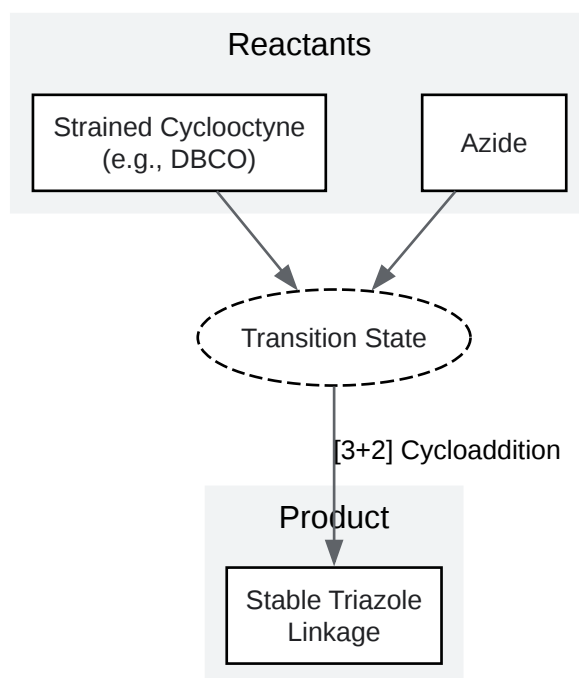 Reactants
Strained Cyclooctyne
(e.g., DBCO)
Azide
Transition State
[3+2] Cycloaddition
Product
Stable Triazole
Linkage